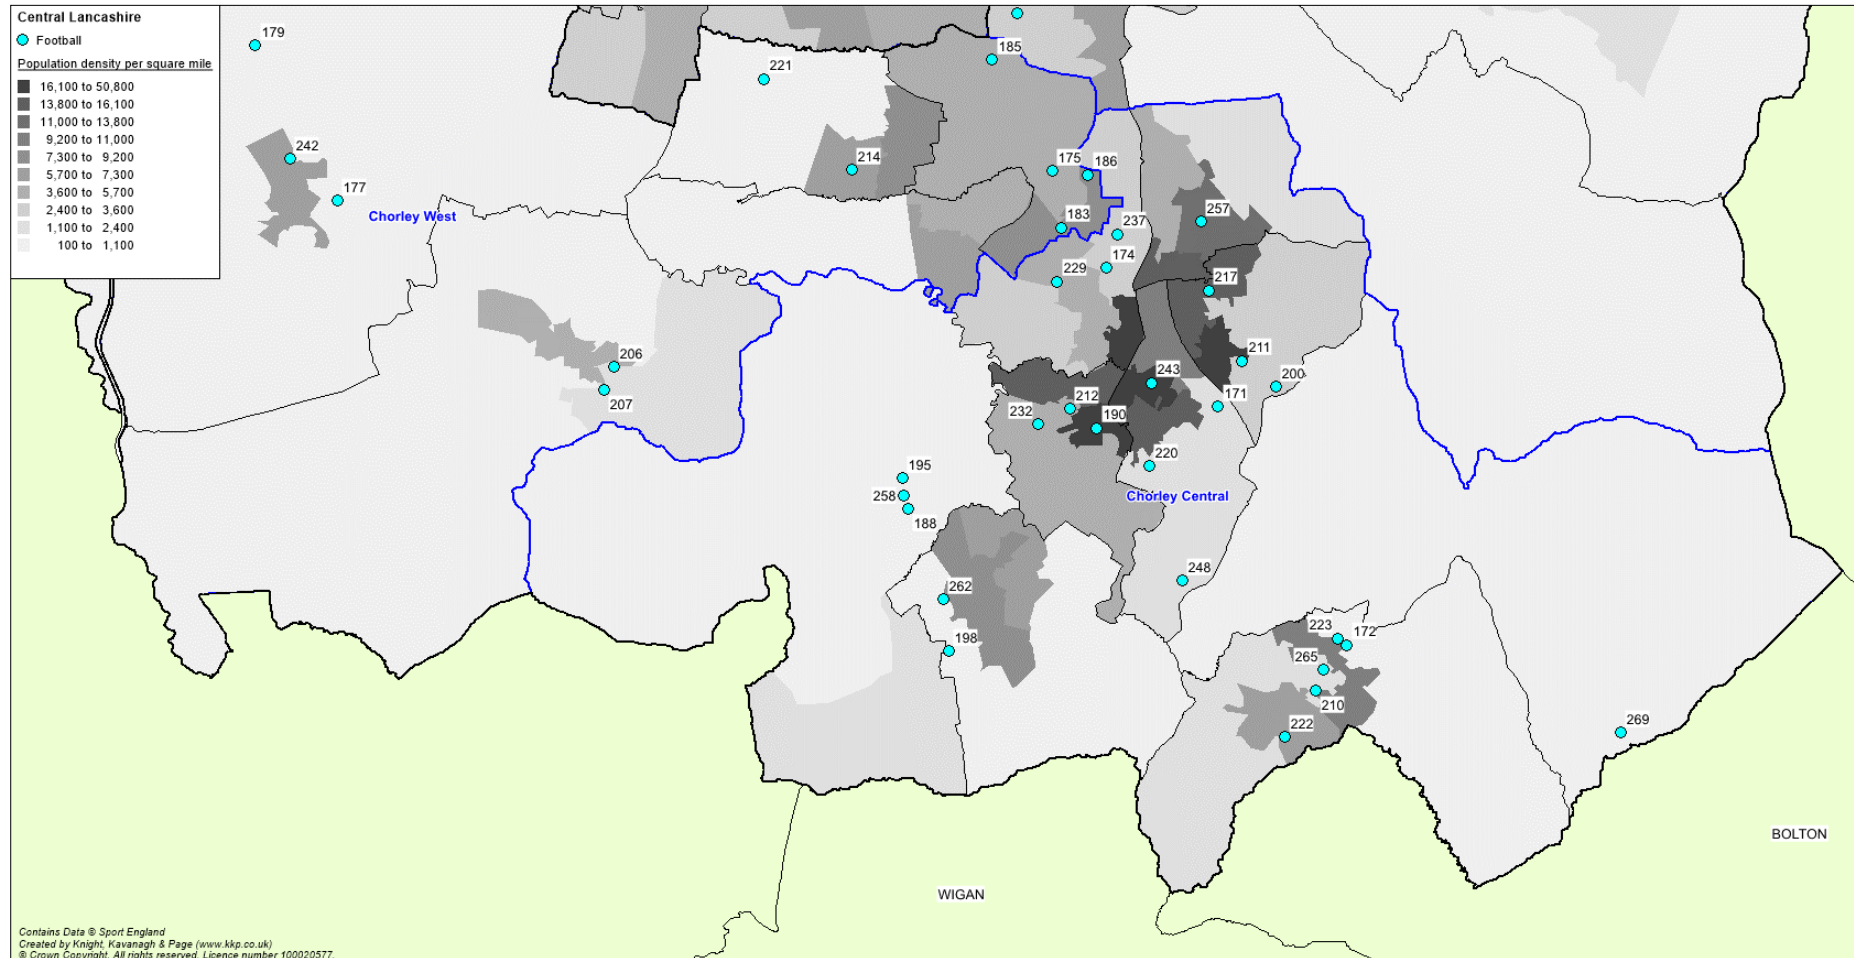 Central Lancashire
Football
Population density per square mile
16,100 to 50,800
13,800 to 16,100
11,000 to 13,800
9,200 to 11,000
7,300 to 9,200
5,700 to 7,300
3,600 to 5,700
2,400 to 3,600
1,100 to 2,400
100 to 1,100
179
185
221
242
177
Chorley West
214
175
186
183
237
257
174
229
217
206
207
211
243
200
171
212
232
190
220
195
258
188
Chorley Central
248
262
198
223
172
265
210
222
269
BOLTON
WIGAN
Contains Data © Sport England
Created by Knight, Kavanagh & Page (www.kkp.co.uk)
© Crown Copyright. All rights reserved. Licence number 100020577.